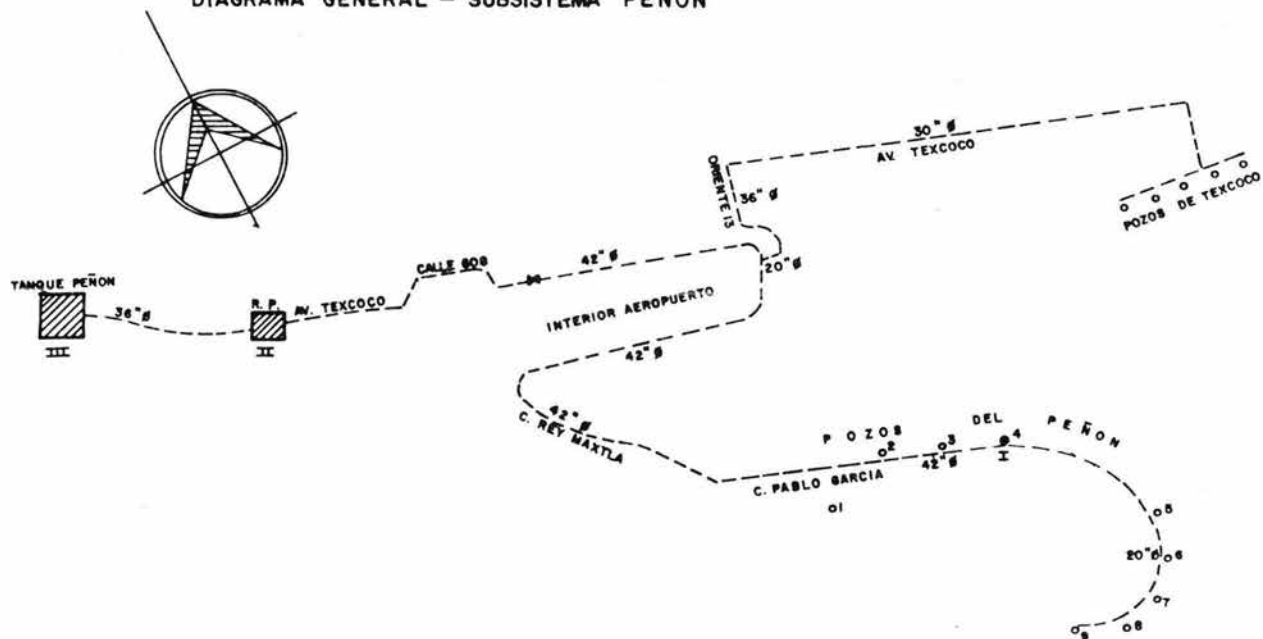 DIAGRAMA GENERAL - SUBSISTEMA PEÑON
30" Ø
AV. TEXCOCO
ORIENTE 13
36" Ø
POZOS DE TEXCOCO
20" Ø
42" Ø
CALLE 608
TANQUE PEÑON
36" Ø
III
R. P.
II
AV. TEXCOCO
INTERIOR AEROPUERTO
42" Ø
42" Ø
C. REY MAXTLA
POZOS DEL PEÑON
2
3
4
I
42" Ø
C. PABLO GARCIA
1
5
20" Ø
6
7
8
9